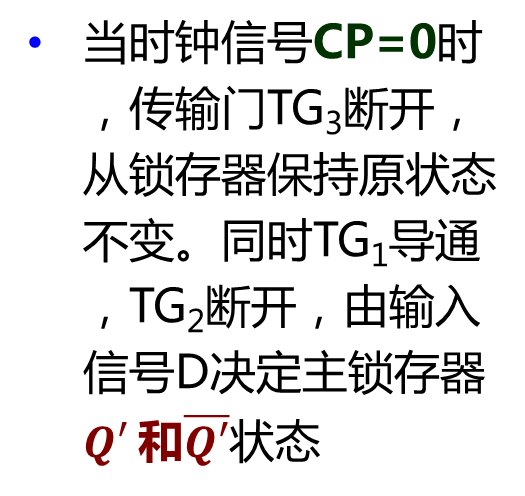 • 当时钟信号CP=0时
，传输门TG₃断开，
从锁存器保持原状态
不变。同时TG₁导通
，TG₂断开，由输入
信号D决定主锁存器
Q′ 和Q̅′̅状态